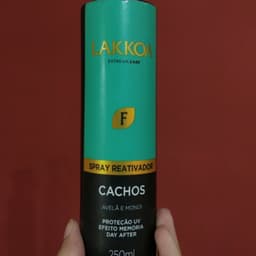 LAKKOA
F
SPRAY REATIVADOR
CACHOS
AVELÃ E MONOI
PROTEÇÃO UV
EFEITO MEMÓRIA
DAY AFTER
250ml